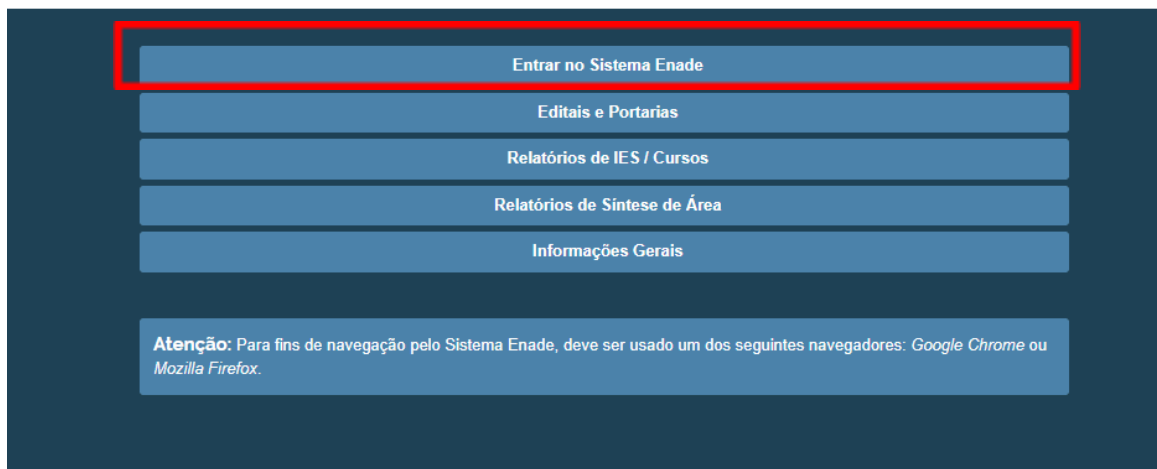 Entrar no Sistema Enade
Editais e Portarias
Relatórios de IES / Cursos
Relatórios de Síntese de Área
Informações Gerais
Atenção: Para fins de navegação pelo Sistema Enade, deve ser usado um dos seguintes navegadores: Google Chrome ou
Mozilla Firefox.